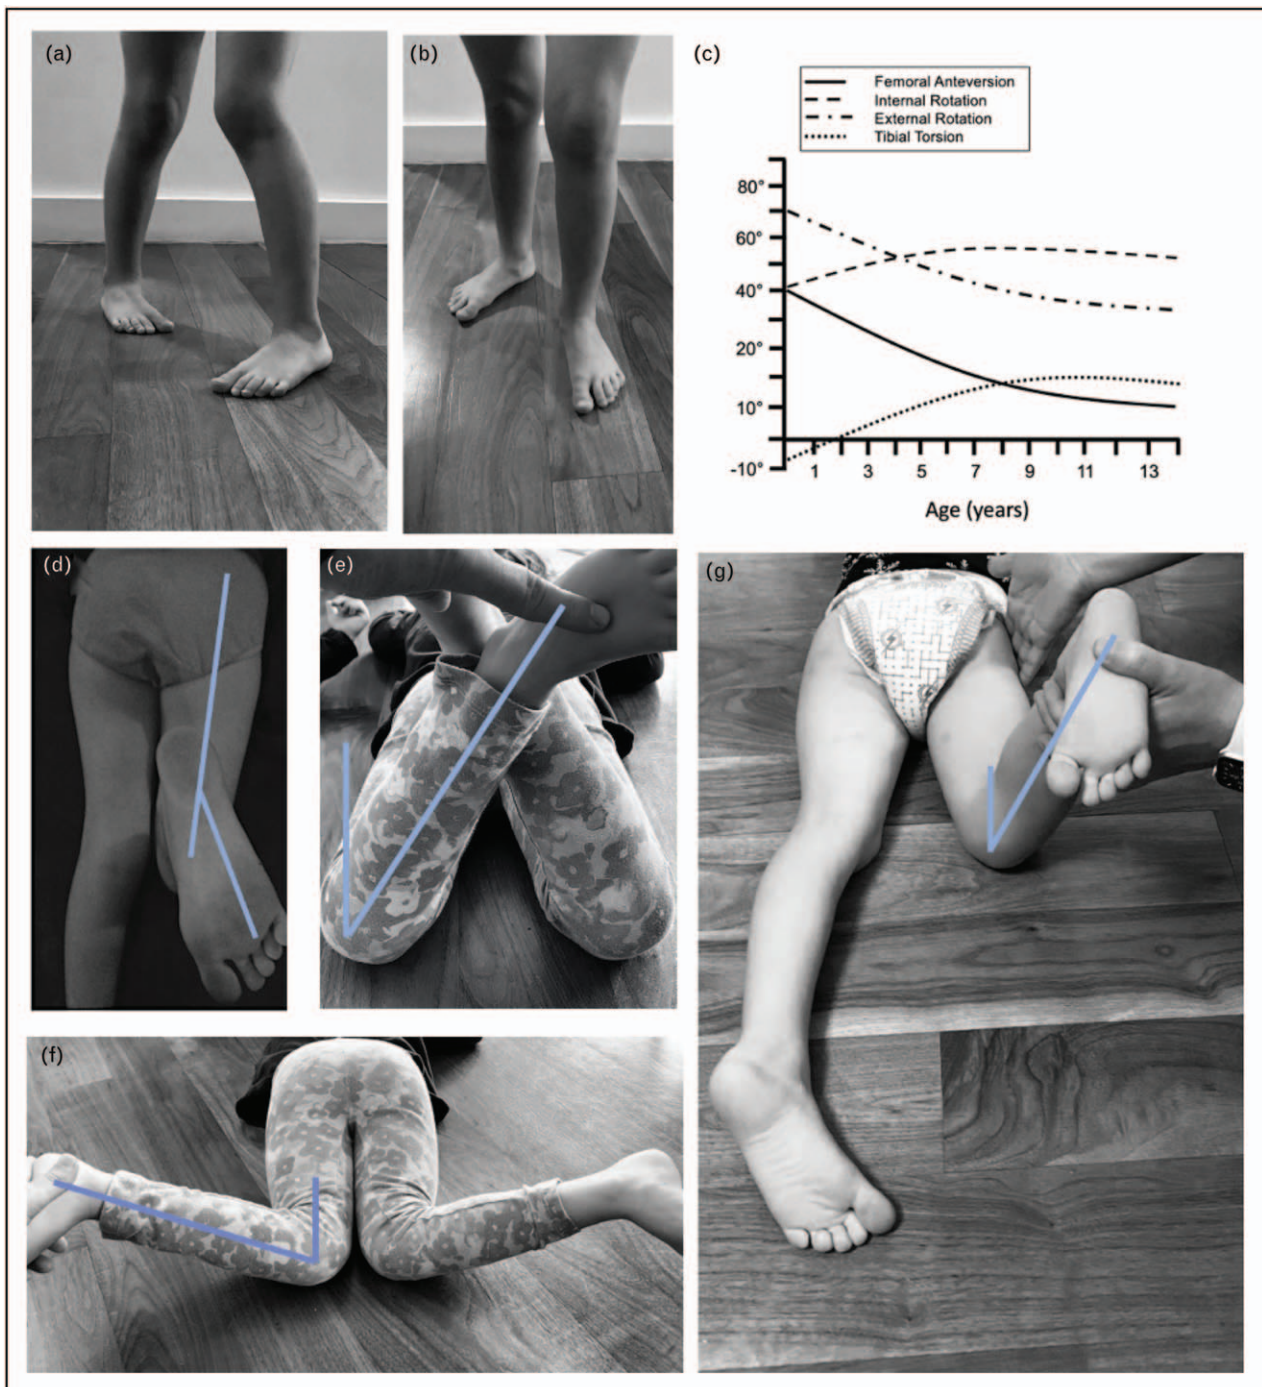 (a)
(b)
(c)
Femoral Anteversion
Internal Rotation
External Rotation
Tibial Torsion
80°
60°
40°
20°
10°
-10°
1 3 5 7 9 11 13
Age (years)
(d)
(e)
(g)
(f)